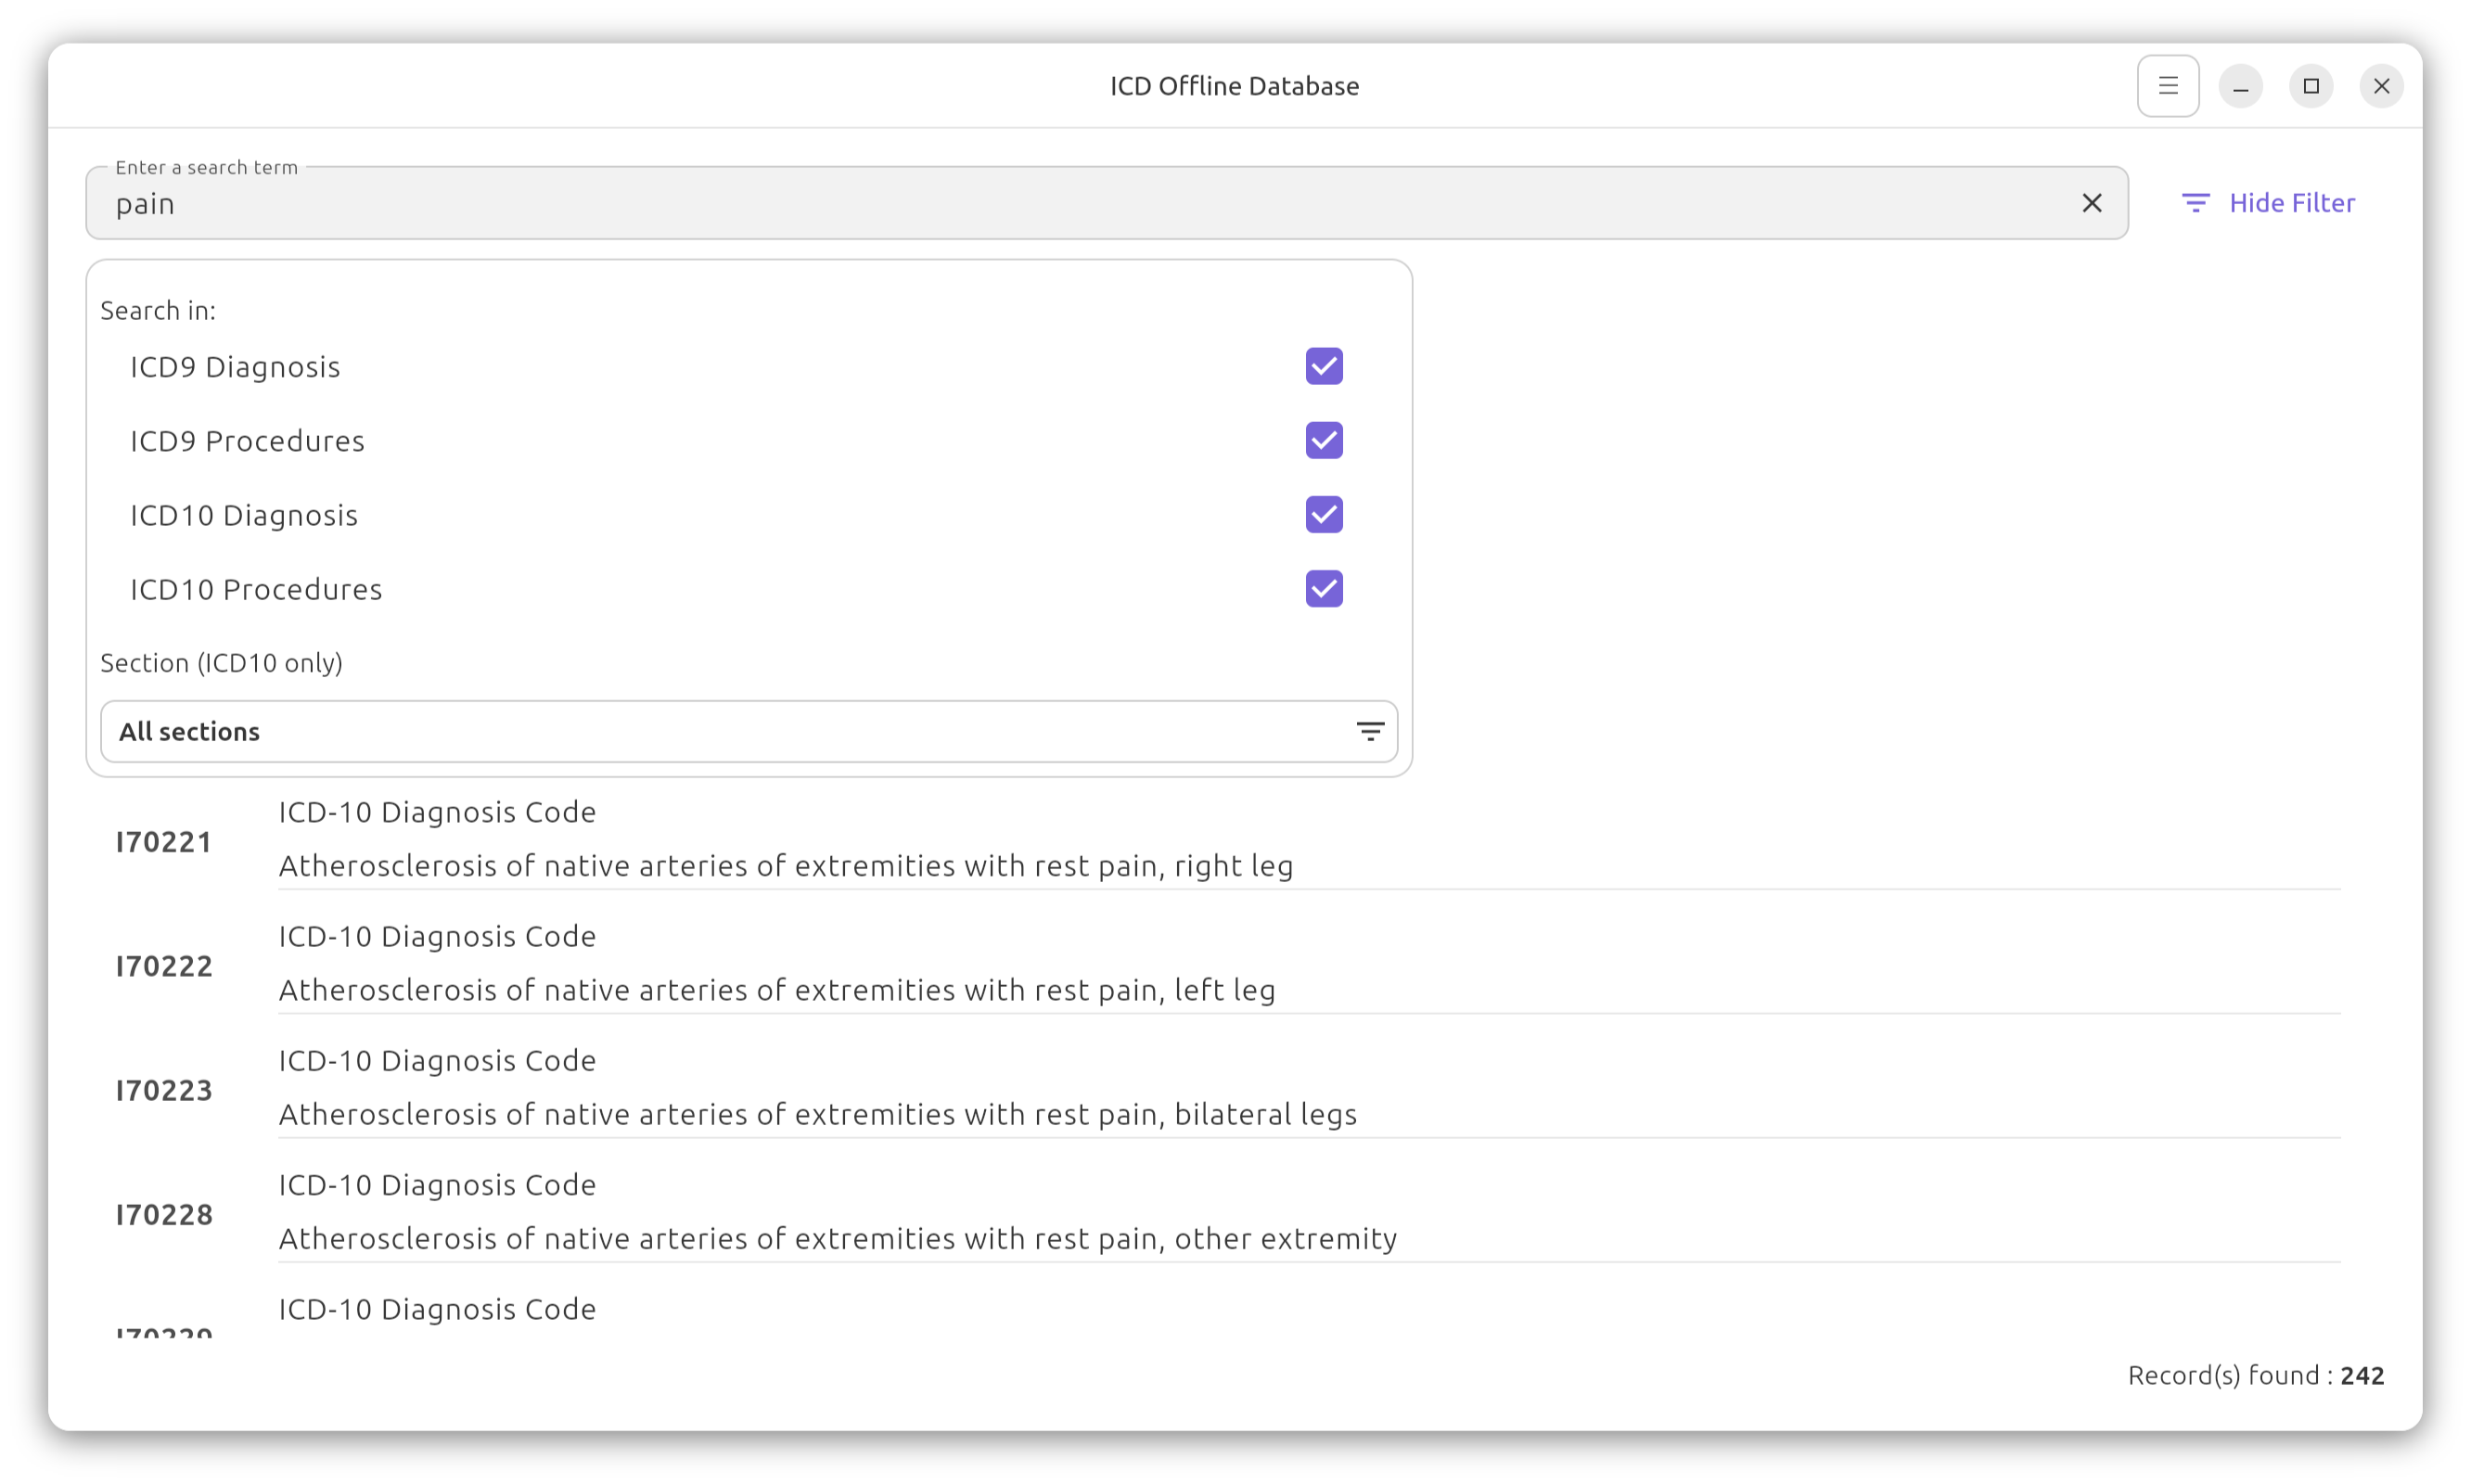 ICD Offline Database
Enter a search term
pain
Hide Filter
Search in:
ICD9 Diagnosis
ICD9 Procedures
ICD10 Diagnosis
ICD10 Procedures
Section (ICD10 only)
All sections
ICD-10 Diagnosis Code
I70221
Atherosclerosis of native arteries of extremities with rest pain, right leg
ICD-10 Diagnosis Code
I70222
Atherosclerosis of native arteries of extremities with rest pain, left leg
ICD-10 Diagnosis Code
I70223
Atherosclerosis of native arteries of extremities with rest pain, bilateral legs
ICD-10 Diagnosis Code
I70228
Atherosclerosis of native arteries of extremities with rest pain, other extremity
ICD-10 Diagnosis Code
Record(s) found : 242